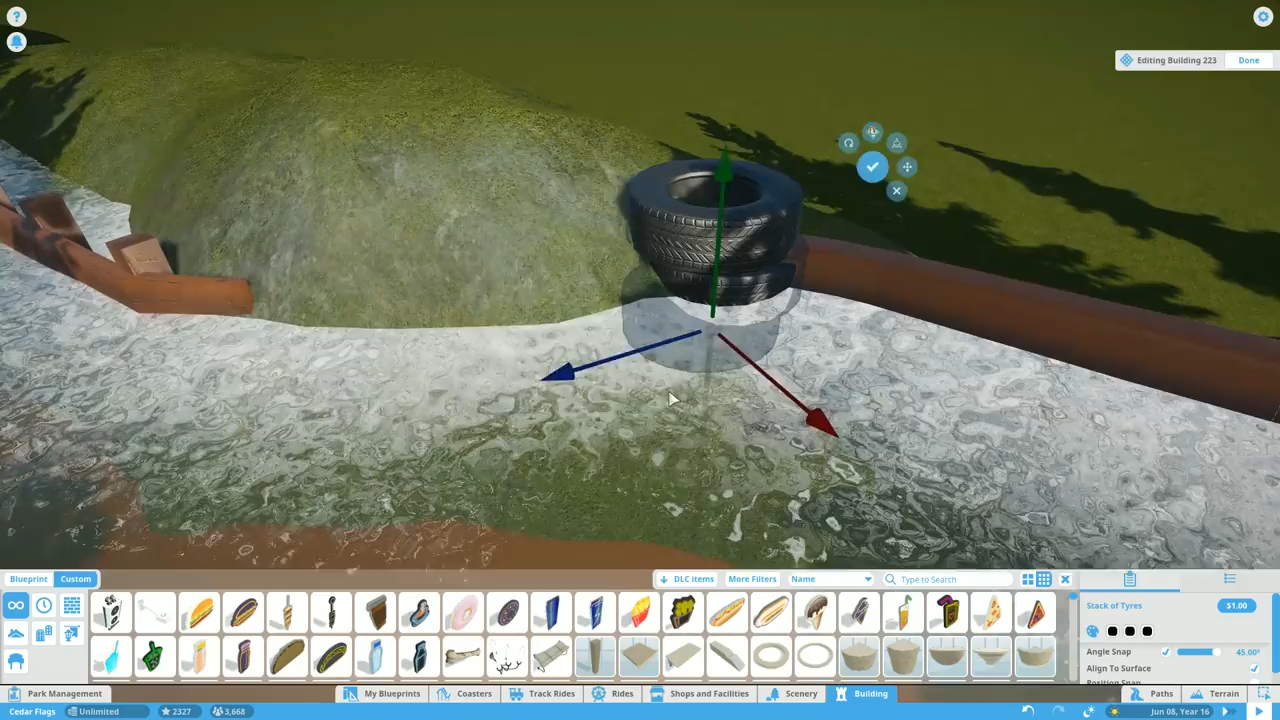 ?
Editing Building 223 Done
Blueprint Custom
DLC items More Filters Name Type to Search
Stack of Tyres $1.00
Angle Snap 45.00°
Align To Surface
Park Management My Blueprints Coasters Track Rides Rides Shops and Facilities Scenery Building Paths Terrain
Cedar Flags Unlimited 2327 3,668 Jun 08, Year 16